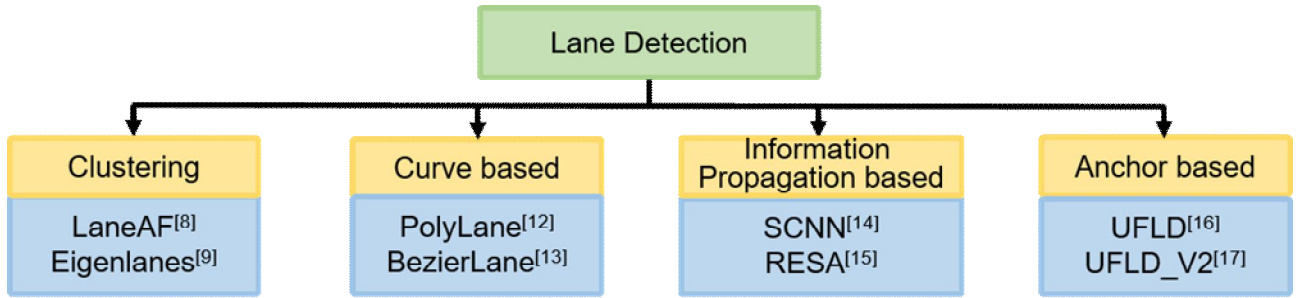 Lane Detection
Clustering
LaneAF[8]
Eigenlanes[9]
Curve based
PolyLane[12]
BezierLane[13]
Information
Propagation based
SCNN[14]
RESA[15]
Anchor based
UFLD[16]
UFLD_V2[17]